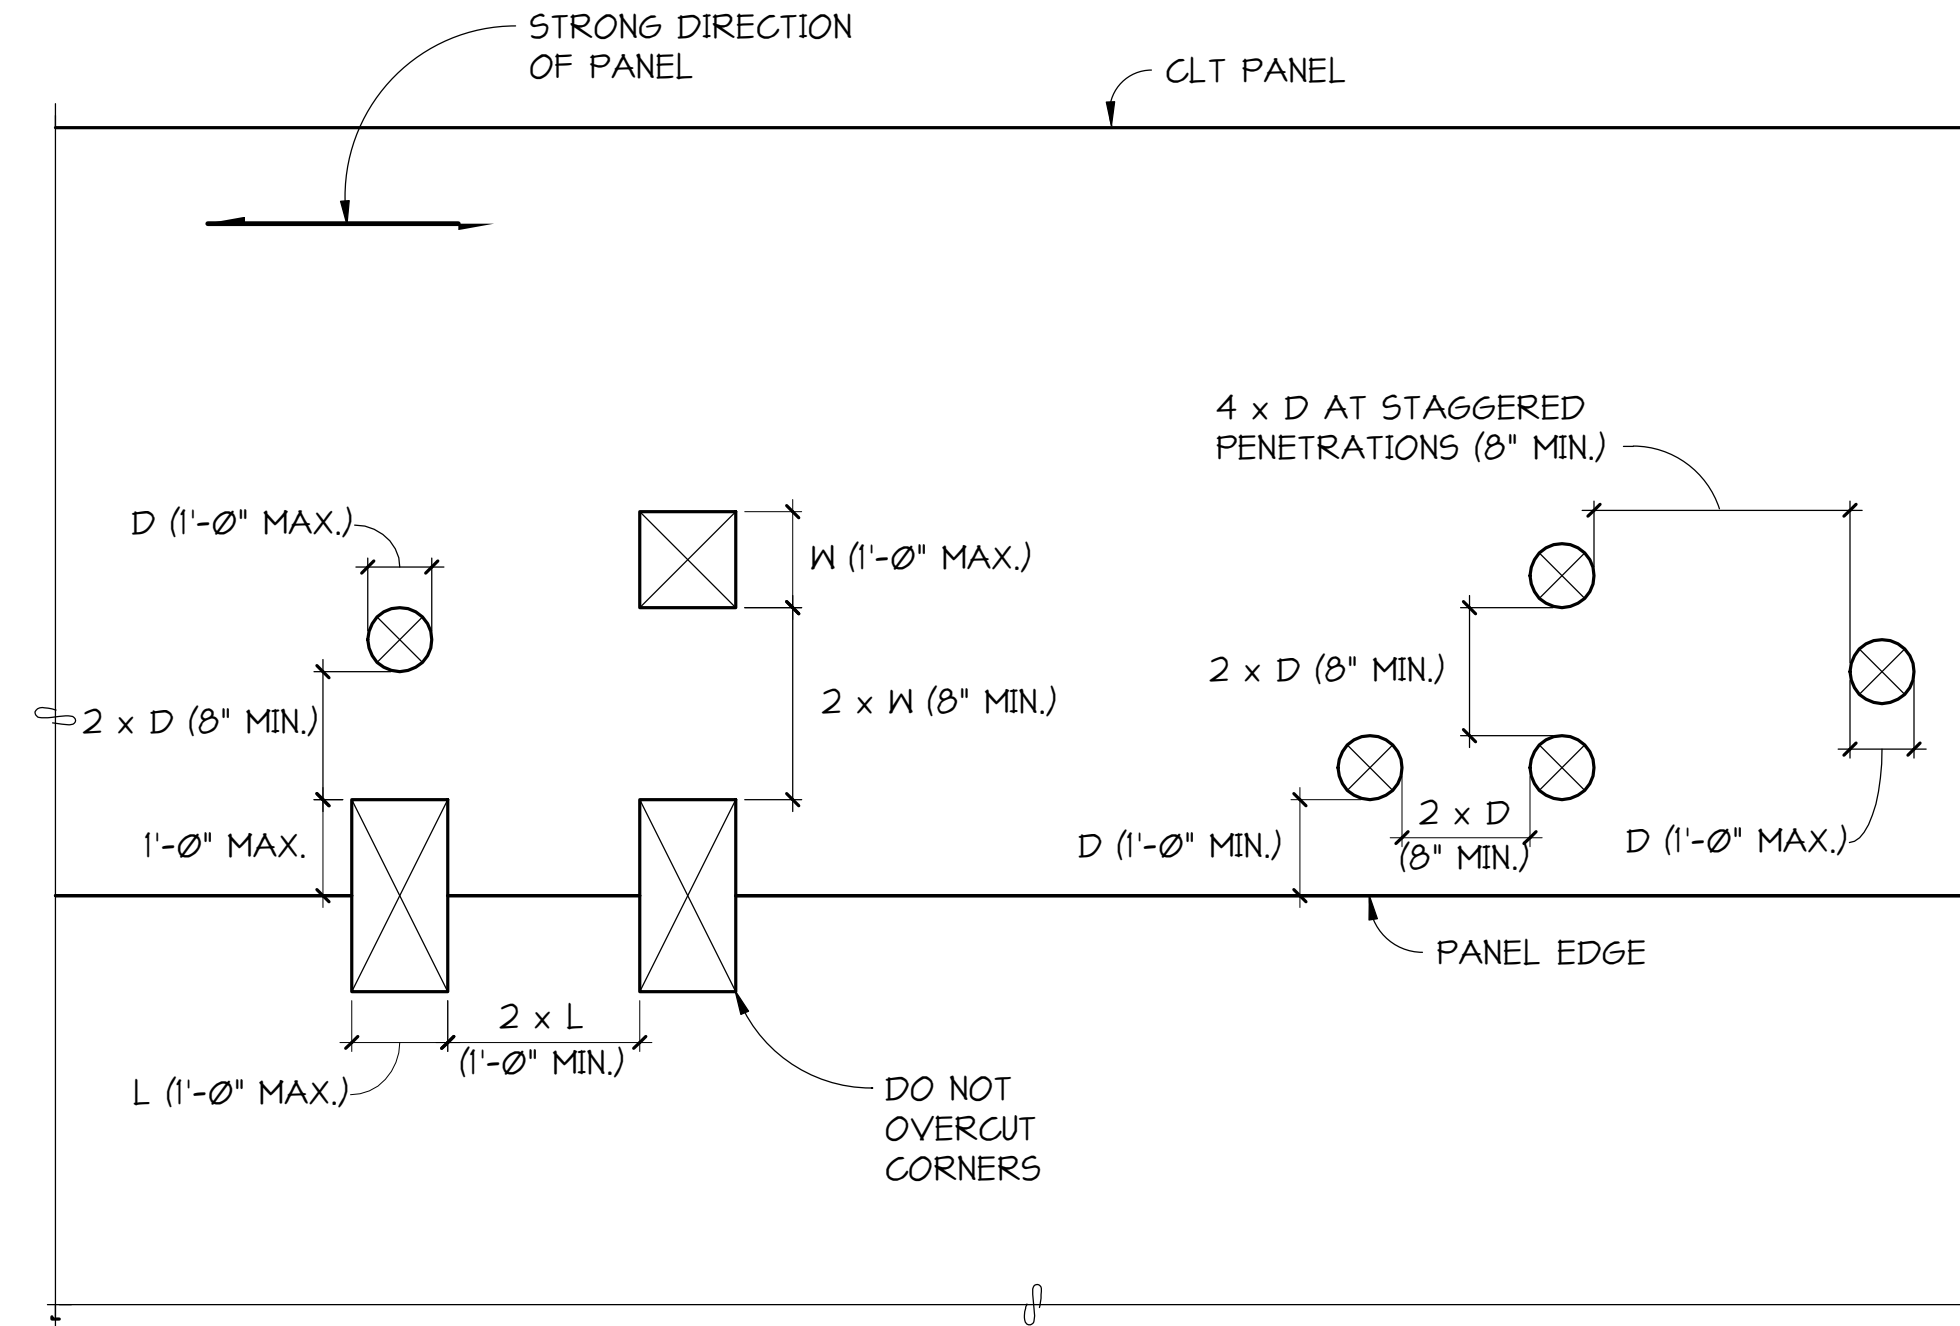 STRONG DIRECTION
OF PANEL
CLT PANEL
4 x D AT STAGGERED
PENETRATIONS (8" MIN.)
D (1'-0" MAX.)
W (1'-0" MAX.)
2 x D (8" MIN.)
2 x W (8" MIN.)
2 x D (8" MIN.)
1'-0" MAX.
D (1'-0" MIN.)
2 x D
(8" MIN.)
D (1'-0" MAX.)
PANEL EDGE
2 x L
(1'-0" MIN.)
L (1'-0" MAX.)
DO NOT
OVERCUT
CORNERS